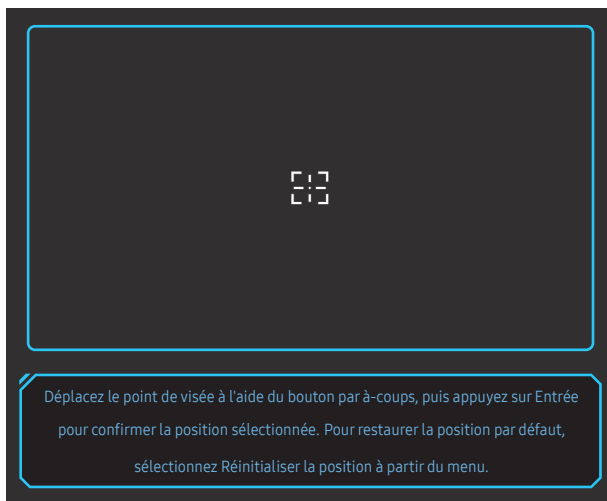 Déplacez le point de visée à l'aide du bouton par à-coups, puis appuyez sur Entrée
pour confirmer la position sélectionnée. Pour restaurer la position par défaut,
sélectionnez Réinitialiser la position à partir du menu.